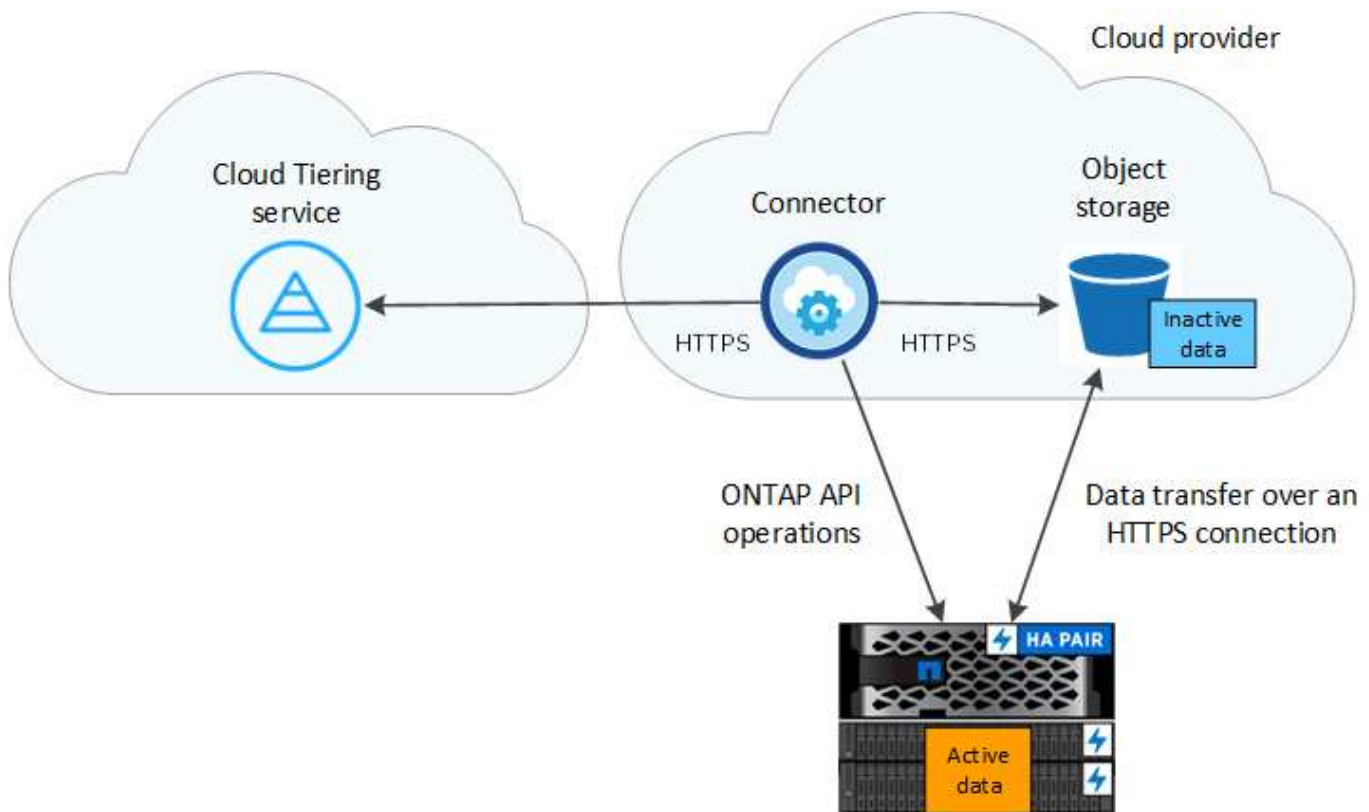 Cloud provider
Cloud Tiering
service
Connector
Object
storage
Inactive
data
HTTPS
HTTPS
ONTAP API
operations
Data transfer over an
HTTPS connection
HA PAIR
Active
data